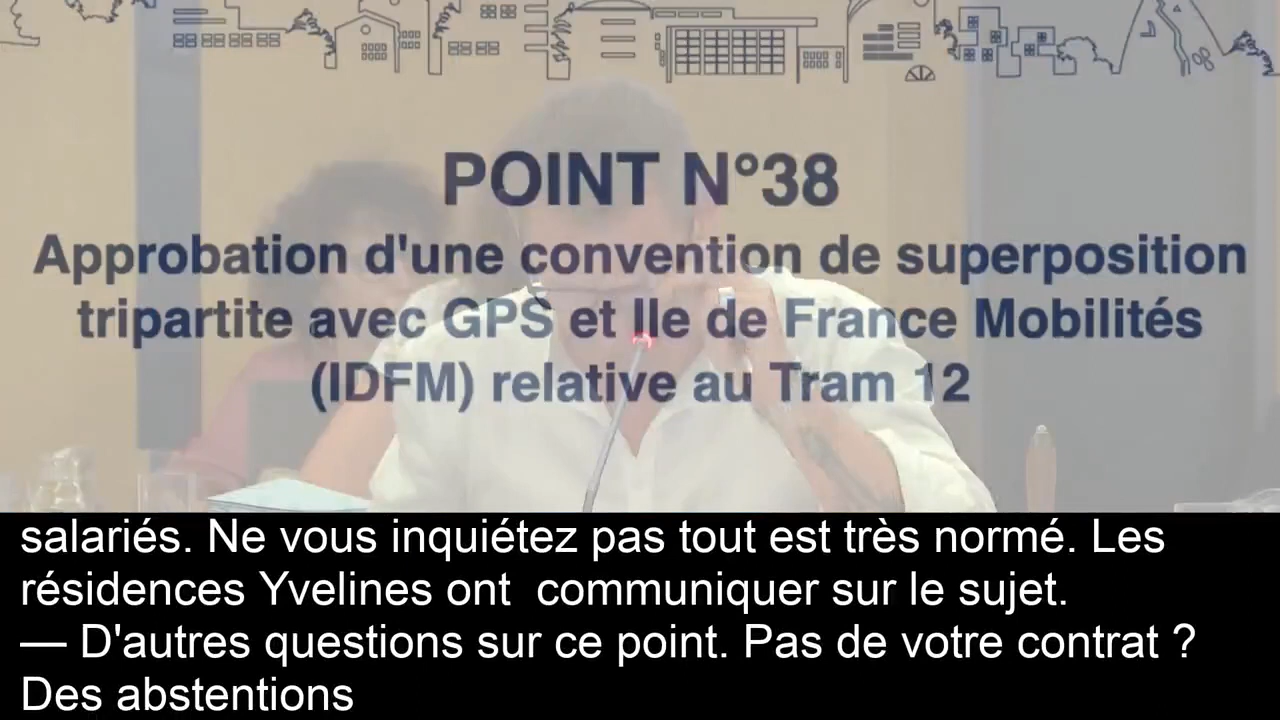 POINT N°38
Approbation d'une convention de superposition
tripartite avec GPS et Ile de France Mobilités
(IDFM) relative au Tram 12
salariés. Ne vous inquiétez pas tout est très normé. Les
résidences Yvelines ont  communiquer sur le sujet.
— D'autres questions sur ce point. Pas de votre contrat ?
Des abstentions